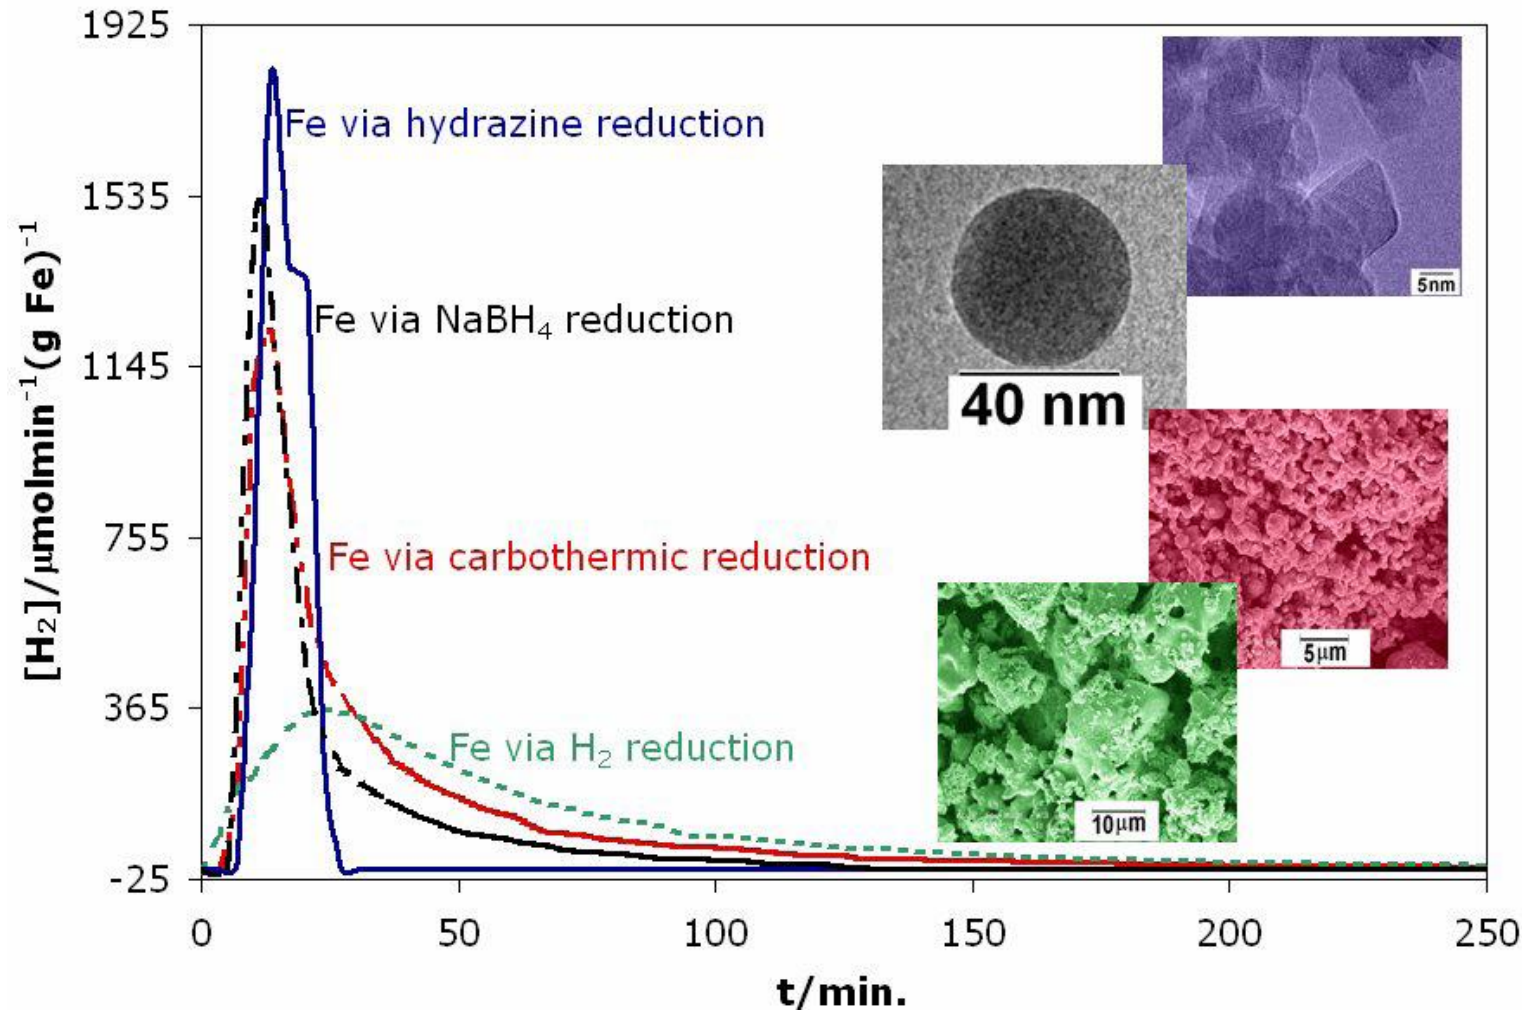 1925
1535
1145
755
365
-25
[H₂]/μmolmin⁻¹(g Fe)⁻¹
Fe via hydrazine reduction
Fe via NaBH₄ reduction
Fe via carbothermic reduction
Fe via H₂ reduction
5nm
40 nm
5μm
10μm
0 50 100 150 200 250
t/min.